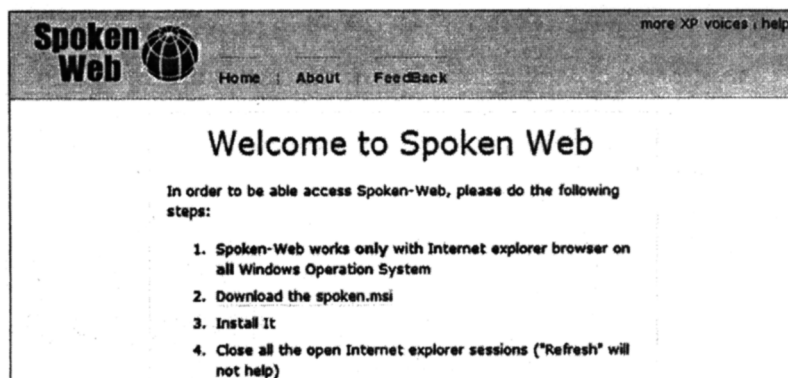 more XP voices | help
Spoken
Web
Home | About | FeedBack
Welcome to Spoken Web
In order to be able access Spoken-Web, please do the following
steps:
1. Spoken-Web works only with Internet explorer browser on
all Windows Operation System
2. Download the spoken.msi
3. Install It
4. Close all the open Internet explorer sessions ("Refresh" will
not help)